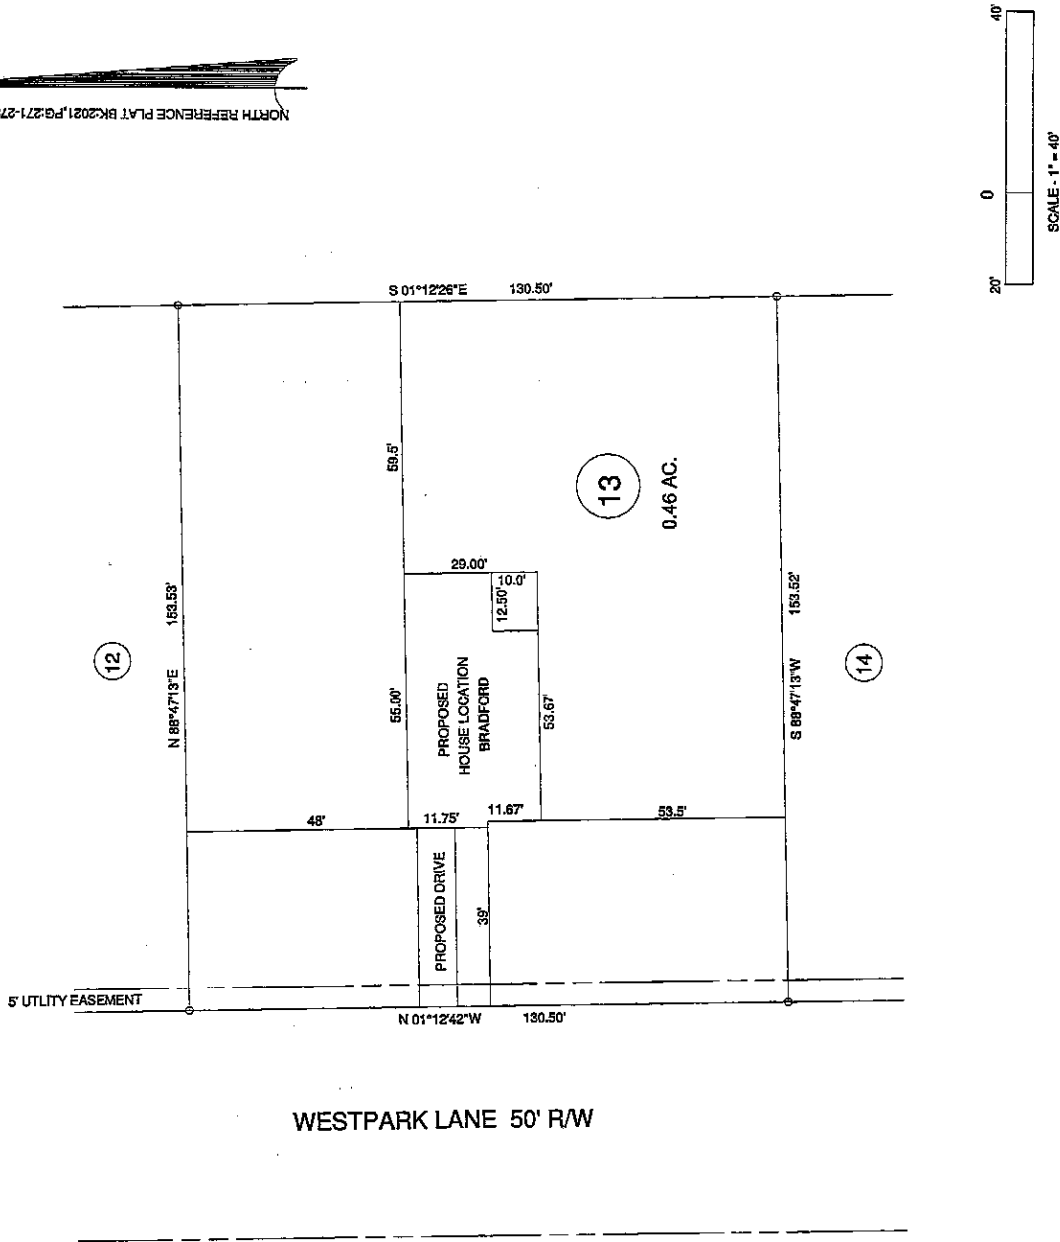 NORTH REFERENCE PLAT BK:2021,PG:271-27
40'
0
20'
SCALE - 1" = 40'
S 01°12'26"E 130.50'
59.5'
13
0.46 AC.
29.00'
10.0'
12.50'
12
N 88°47'13"E 153.53'
55.00'
PROPOSED
HOUSE LOCATION
BRADFORD
53.67'
S 88°47'13"W 153.52'
14
48'
11.75'
11.67'
53.5'
PROPOSED DRIVE
39'
5' UTLITY EASEMENT
N 01°12'42"W 130.50'
WESTPARK LANE 50' R/W